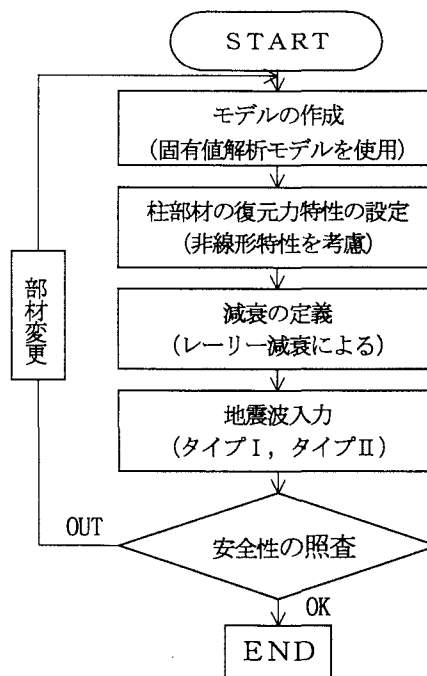 START
モデルの作成
(固有値解析モデルを使用)
柱部材の復元力特性の設定
(非線形特性を考慮)
部材変更
減衰の定義
(レーリー減衰による)
地震波入力
(タイプⅠ，タイプⅡ)
OUT
安全性の照査
OK
END